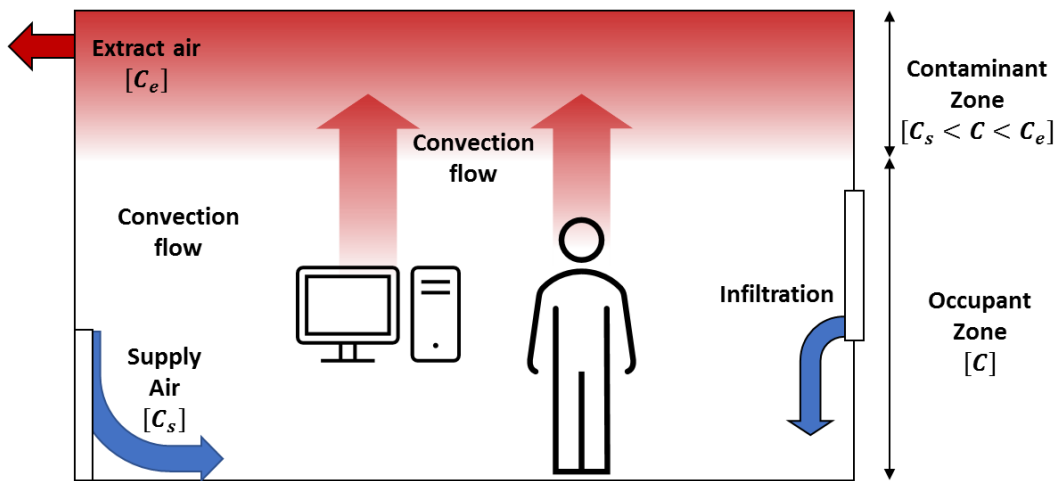 Extract air
[C_e]
Convection
flow
Convection
flow
Supply
Air
[C_s]
Infiltration
Contaminant
Zone
[C_s < C < C_e]
Occupant
Zone
[C]